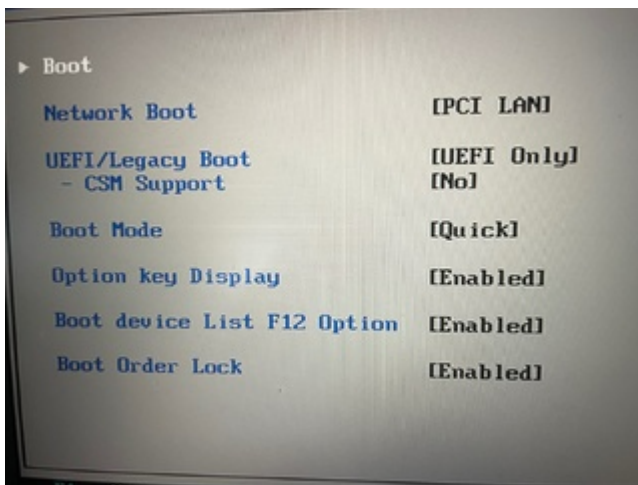 Boot
Network Boot [PCI LAN]
UEFI/Legacy Boot [UEFI Only]
- CSM Support [No]
Boot Mode [Quick]
Option key Display [Enabled]
Boot device List F12 Option [Enabled]
Boot Order Lock [Enabled]